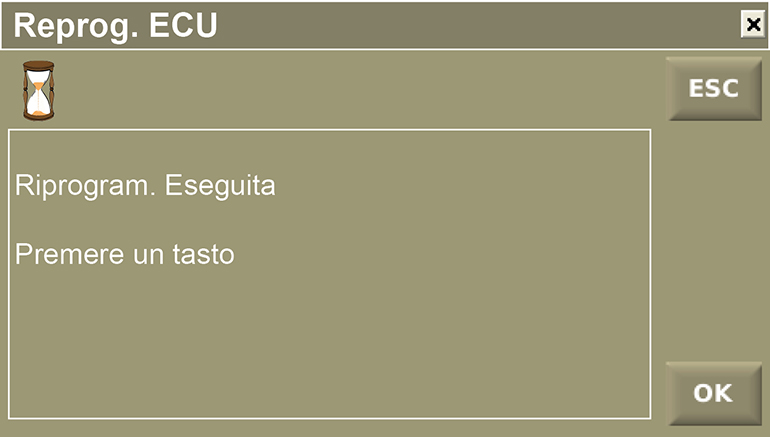 Reprog. ECU
ESC
Riprogram. Eseguita
Premere un tasto
OK